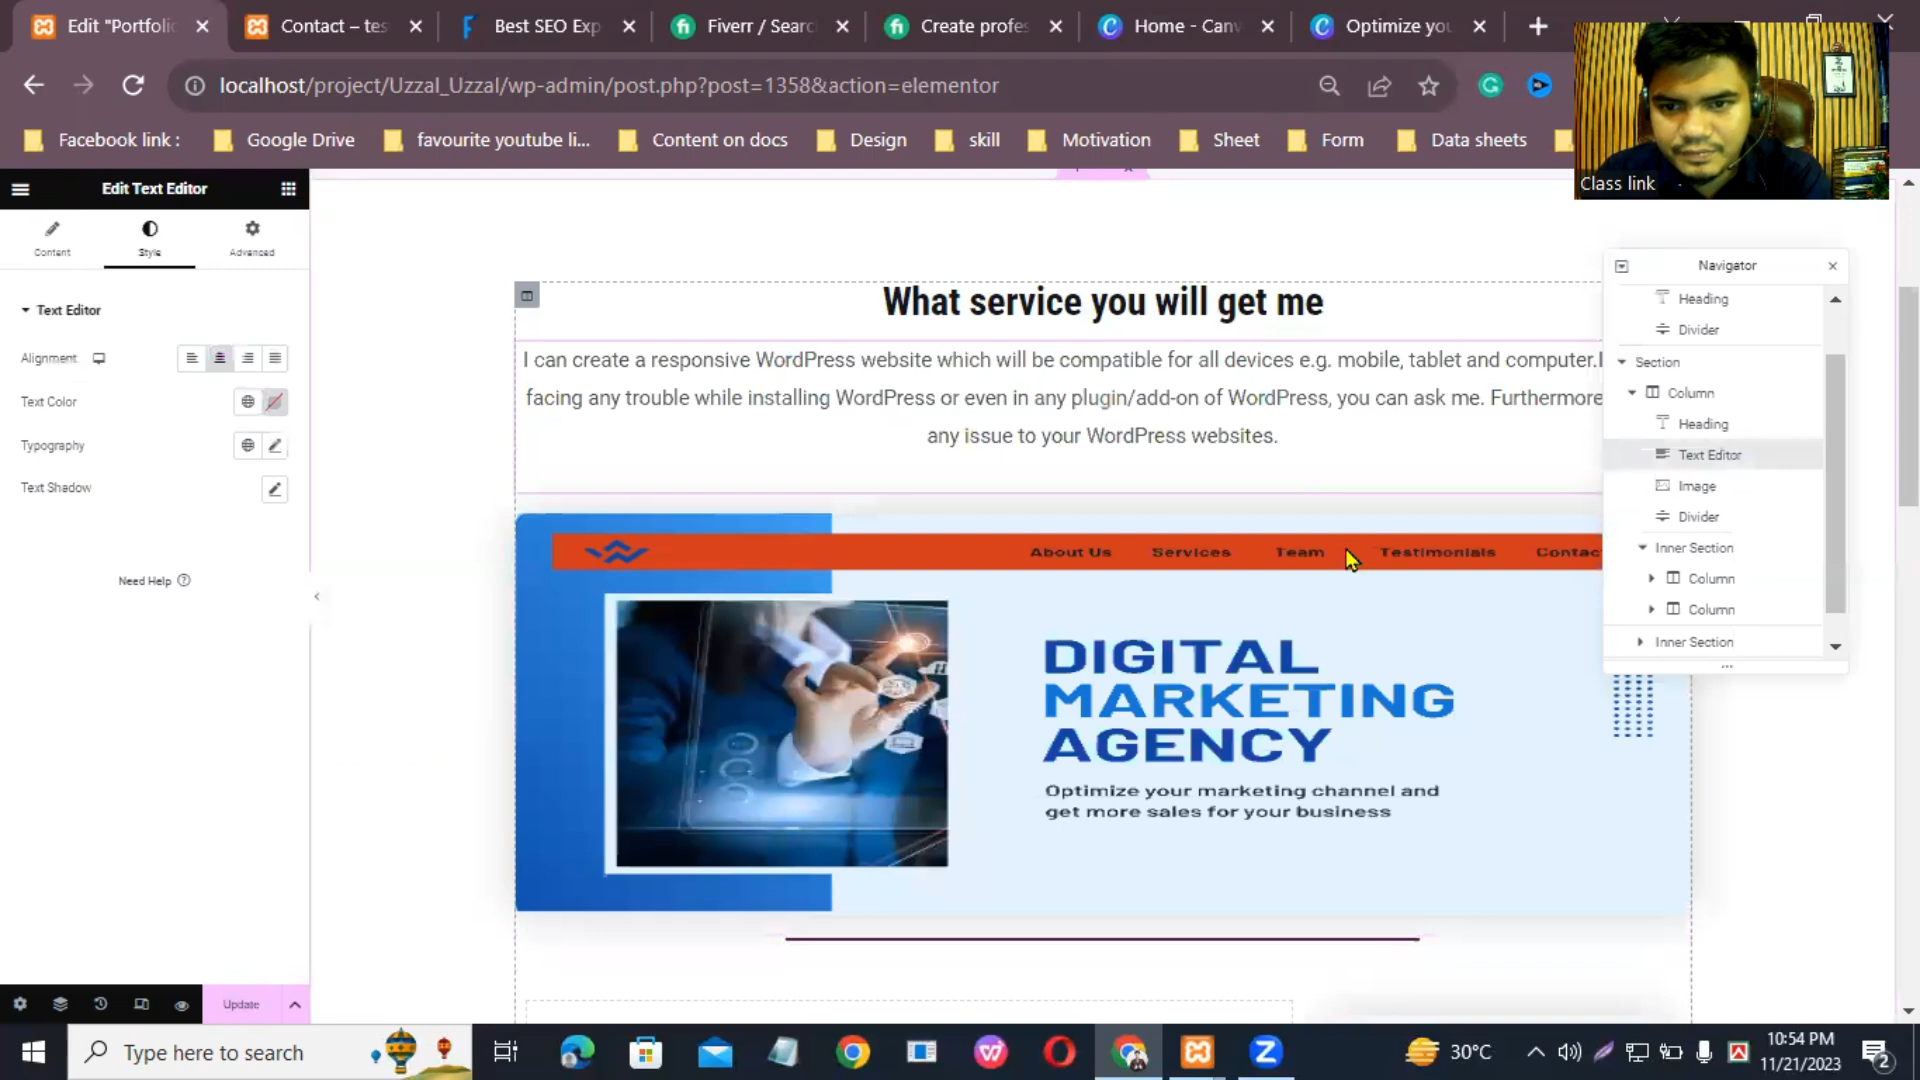 Edit "Portfolio
Contact – tes
Best SEO Exp
Fiverr / Searc
Create profes
Home - Canv
Optimize you
localhost/project/Uzzal_Uzzal/wp-admin/post.php?post=1358&action=elementor
Facebook link :
Google Drive
favourite youtube li...
Content on docs
Design
skill
Motivation
Sheet
Form
Data sheets
Class link
Edit Text Editor
Content
Style
Advanced
Text Editor
Alignment
Text Color
Typography
Text Shadow
Need Help
Update
What service you will get me
I can create a responsive WordPress website which will be compatible for all devices e.g. mobile, tablet and computer.I
facing any trouble while installing WordPress or even in any plugin/add-on of WordPress, you can ask me. Furthermore
any issue to your WordPress websites.
About Us
Services
Team
Testimonials
Contac
DIGITAL
MARKETING
AGENCY
Optimize your marketing channel and
get more sales for your business
Navigator
Heading
Divider
Section
Column
Heading
Text Editor
Image
Divider
Inner Section
Column
Column
Inner Section
Type here to search
30°C
10:54 PM
11/21/2023
2